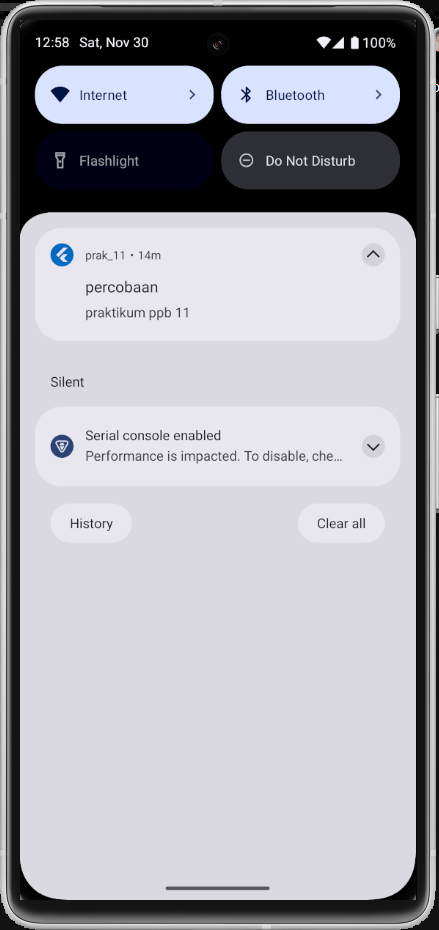 12:58 Sat, Nov 30 100%
Internet Bluetooth
Flashlight Do Not Disturb
prak_11 • 14m
percobaan
praktikum ppb 11
Silent
Serial console enabled
Performance is impacted. To disable, che...
History Clear all